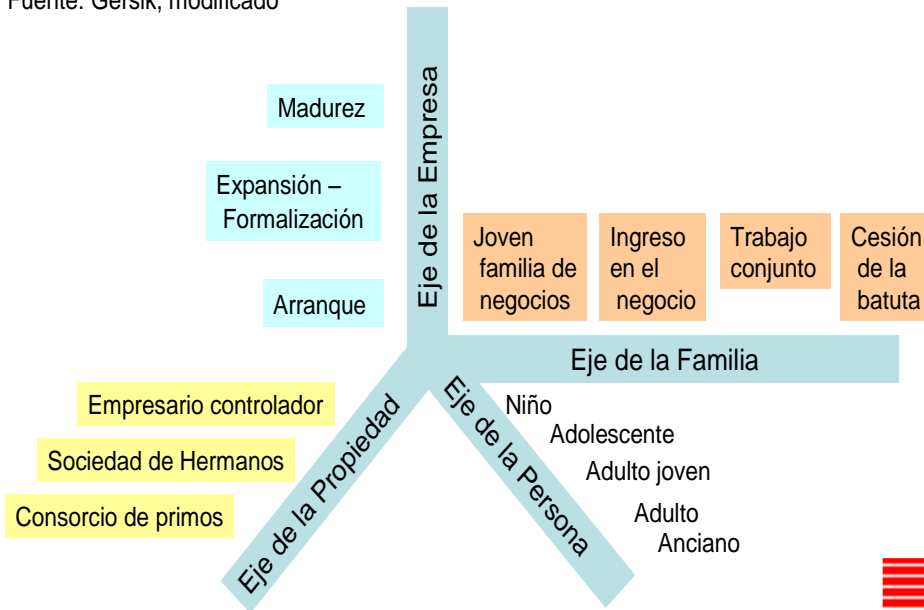 Fuente: Gersik, modificado
Eje de la Empresa
Madurez
Expansión –
Formalización
Arranque
Joven
familia de
negocios
Ingreso
en el
negocio
Trabajo
conjunto
Cesión
de la
batuta
Eje de la Familia
Empresario controlador
Sociedad de Hermanos
Consorcio de primos
Eje de la Propiedad
Eje de la Persona
Niño
Adolescente
Adulto joven
Adulto
Anciano